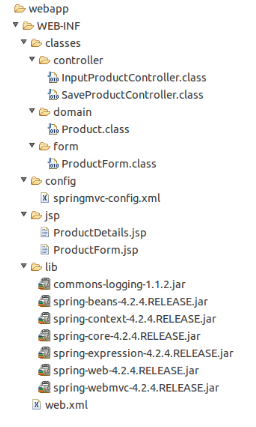 webapp
WEB-INF
classes
controller
InputProductController.class
SaveProductController.class
domain
Product.class
form
ProductForm.class
config
springmvc-config.xml
jsp
ProductDetails.jsp
ProductForm.jsp
lib
commons-logging-1.1.2.jar
spring-beans-4.2.4.RELEASE.jar
spring-context-4.2.4.RELEASE.jar
spring-core-4.2.4.RELEASE.jar
spring-expression-4.2.4.RELEASE.jar
spring-web-4.2.4.RELEASE.jar
spring-webmvc-4.2.4.RELEASE.jar
web.xml